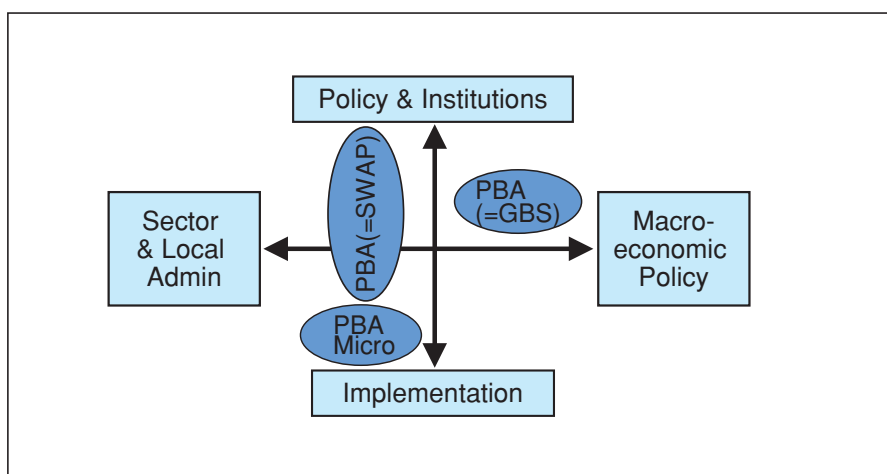 Policy & Institutions
PBA(=SWAP)
PBA
(=GBS)
Sector
& Local
Admin
Macro-
economic
Policy
PBA
Micro
Implementation